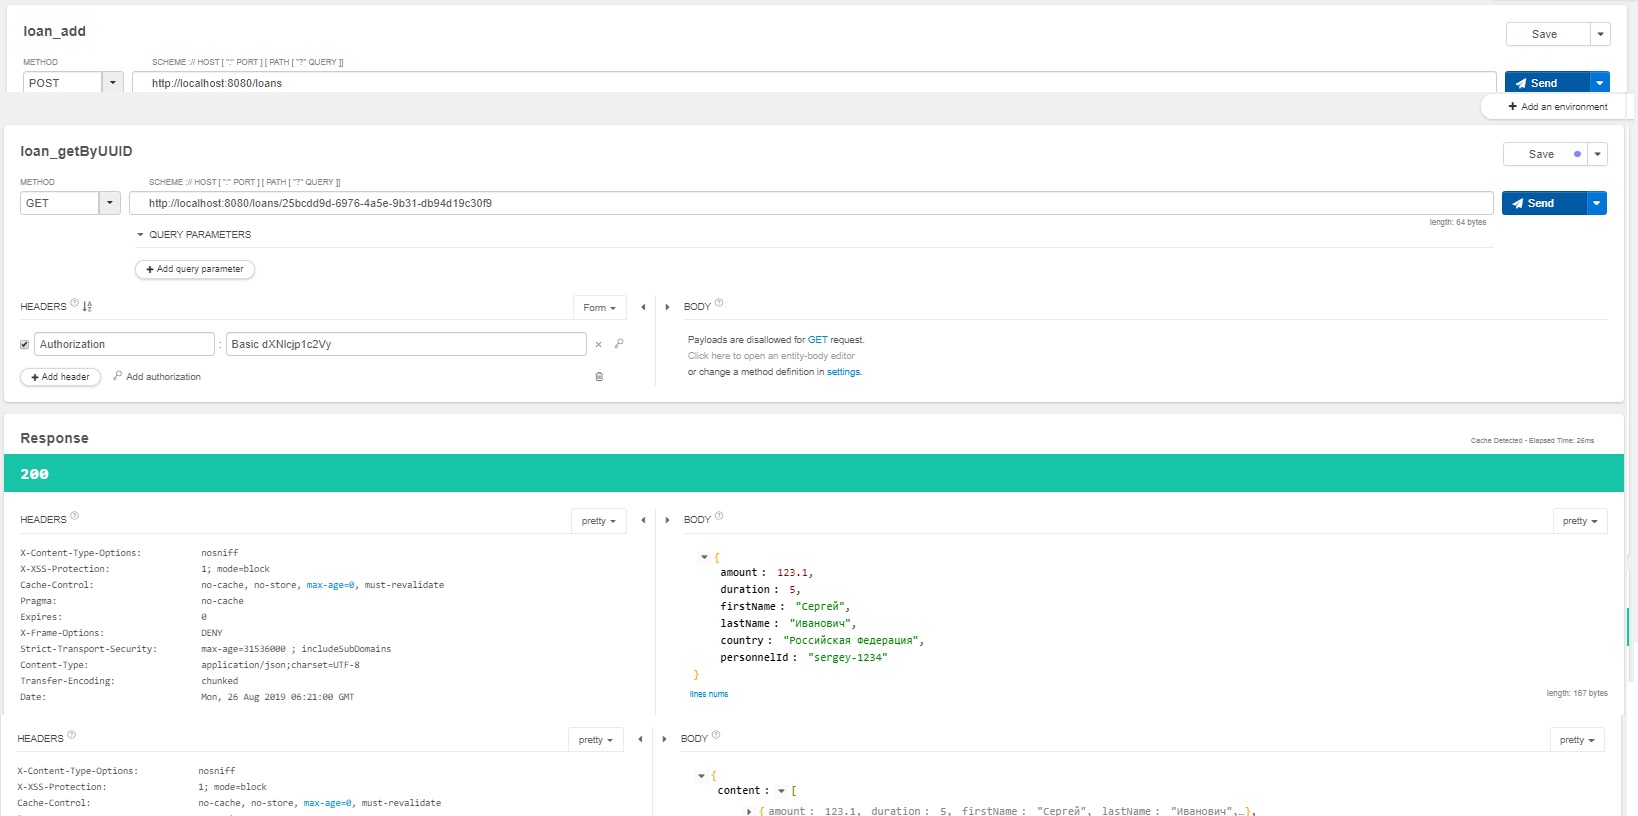 loan_add
Save
METHOD
SCHEME :// HOST [ ":" PORT ] [ PATH [ "?" QUERY ]]
POST
http://localhost:8080/loans
Send
+ Add an environment
loan_getByUUID
Save
METHOD
SCHEME :// HOST [ ":" PORT ] [ PATH [ "?" QUERY ]]
GET
http://localhost:8080/loans/25bcdd9d-6976-4a5e-9b31-db94d19c30f9
Send
length: 64 bytes
QUERY PARAMETERS
+ Add query parameter
HEADERS
Form
BODY
Authorization : Basic dXNlcjp1c2Vy
+ Add header
Add authorization
Payloads are disallowed for GET request.
Click here to open an entity-body editor
or change a method definition in settings.
Response
Cache Detected - Elapsed Time: 26ms
200
HEADERS
pretty
X-Content-Type-Options: nosniff
X-XSS-Protection: 1; mode=block
Cache-Control: no-cache, no-store, max-age=0, must-revalidate
Pragma: no-cache
Expires: 0
X-Frame-Options: DENY
Strict-Transport-Security: max-age=31536000 ; includeSubDomains
Content-Type: application/json;charset=UTF-8
Transfer-Encoding: chunked
Date: Mon, 26 Aug 2019 06:21:00 GMT
BODY
pretty
{
amount : 123.1,
duration : 5,
firstName : "Сергей",
lastName : "Иванович",
country : "Российская Федерация",
personnelId : "sergey-1234"
}
lines nums
length: 167 bytes
HEADERS
pretty
X-Content-Type-Options: nosniff
X-XSS-Protection: 1; mode=block
Cache-Control: no-cache, no-store, max-age=0, must-revalidate
BODY
pretty
{
content : [
{ amount : 123.1, duration : 5, firstName : "Сергей", lastName : "Иванович",…},